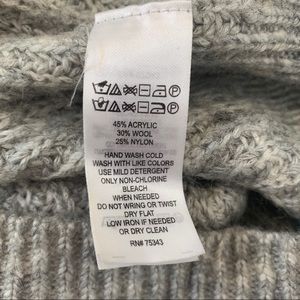 45% ACRYLIC
30% WOOL
25% NYLON
HAND WASH COLD
WASH WITH LIKE COLORS
USE MILD DETERGENT
ONLY NON-CHLORINE
BLEACH
WHEN NEEDED
DO NOT WRING OR TWIST
DRY FLAT
LOW IRON IF NEEDED
OR DRY CLEAN
RN# 75343